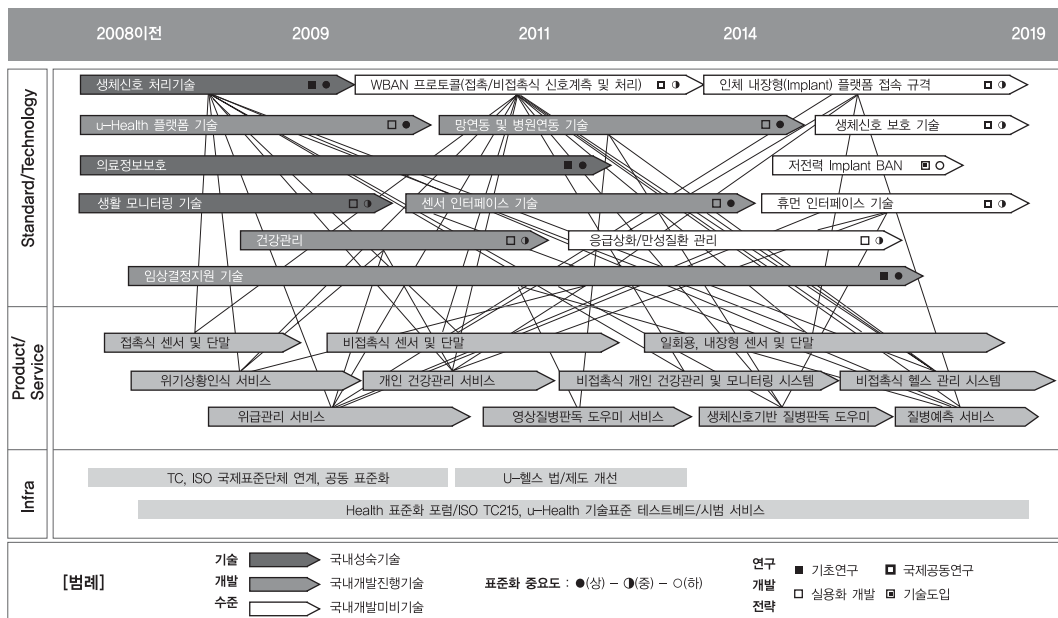 2008이전 2009 2011 2014 2019
Standard/Technology
생체신호 처리기술 ■ ●
WBAN 프로토콜(접촉/비접촉식 신호계측 및 처리) □ ◑
인체 내장형(Implant) 플랫폼 접속 규격 □ ◑
u-Health 플랫폼 기술 □ ●
망연동 및 병원연동 기술 □ ●
생체신호 보호 기술 □ ◑
의료정보보호 ■ ●
저전력 Implant BAN ▣ ○
생활 모니터링 기술 □ ◑
센서 인터페이스 기술 □ ●
휴먼 인터페이스 기술 □ ◑
건강관리 □ ◑
응급상화/만성질환 관리 □ ◑
임상결정지원 기술 ■ ●
Product/
Service
접촉식 센서 및 단말
비접촉식 센서 및 단말
일회용, 내장형 센서 및 단말
위기상황인식 서비스
개인 건강관리 서비스
비접촉식 개인 건강관리 및 모니터링 시스템
비접촉식 헬스 관리 시스템
위급관리 서비스
영상질병판독 도우미 서비스
생체신호기반 질병판독 도우미
질병예측 서비스
Infra
TC, ISO 국제표준단체 연계, 공동 표준화
U-헬스 법/제도 개선
Health 표준화 포럼/ISO TC215, u-Health 기술표준 테스트베드/시범 서비스
[범례]
기술
개발
수준
국내성숙기술
국내개발진행기술
국내개발미비기술
표준화 중요도 : ●(상) – ◑(중) – ○(하)
연구
개발
전략
■ 기초연구
□ 국제공동연구
□ 실용화 개발
▣ 기술도입